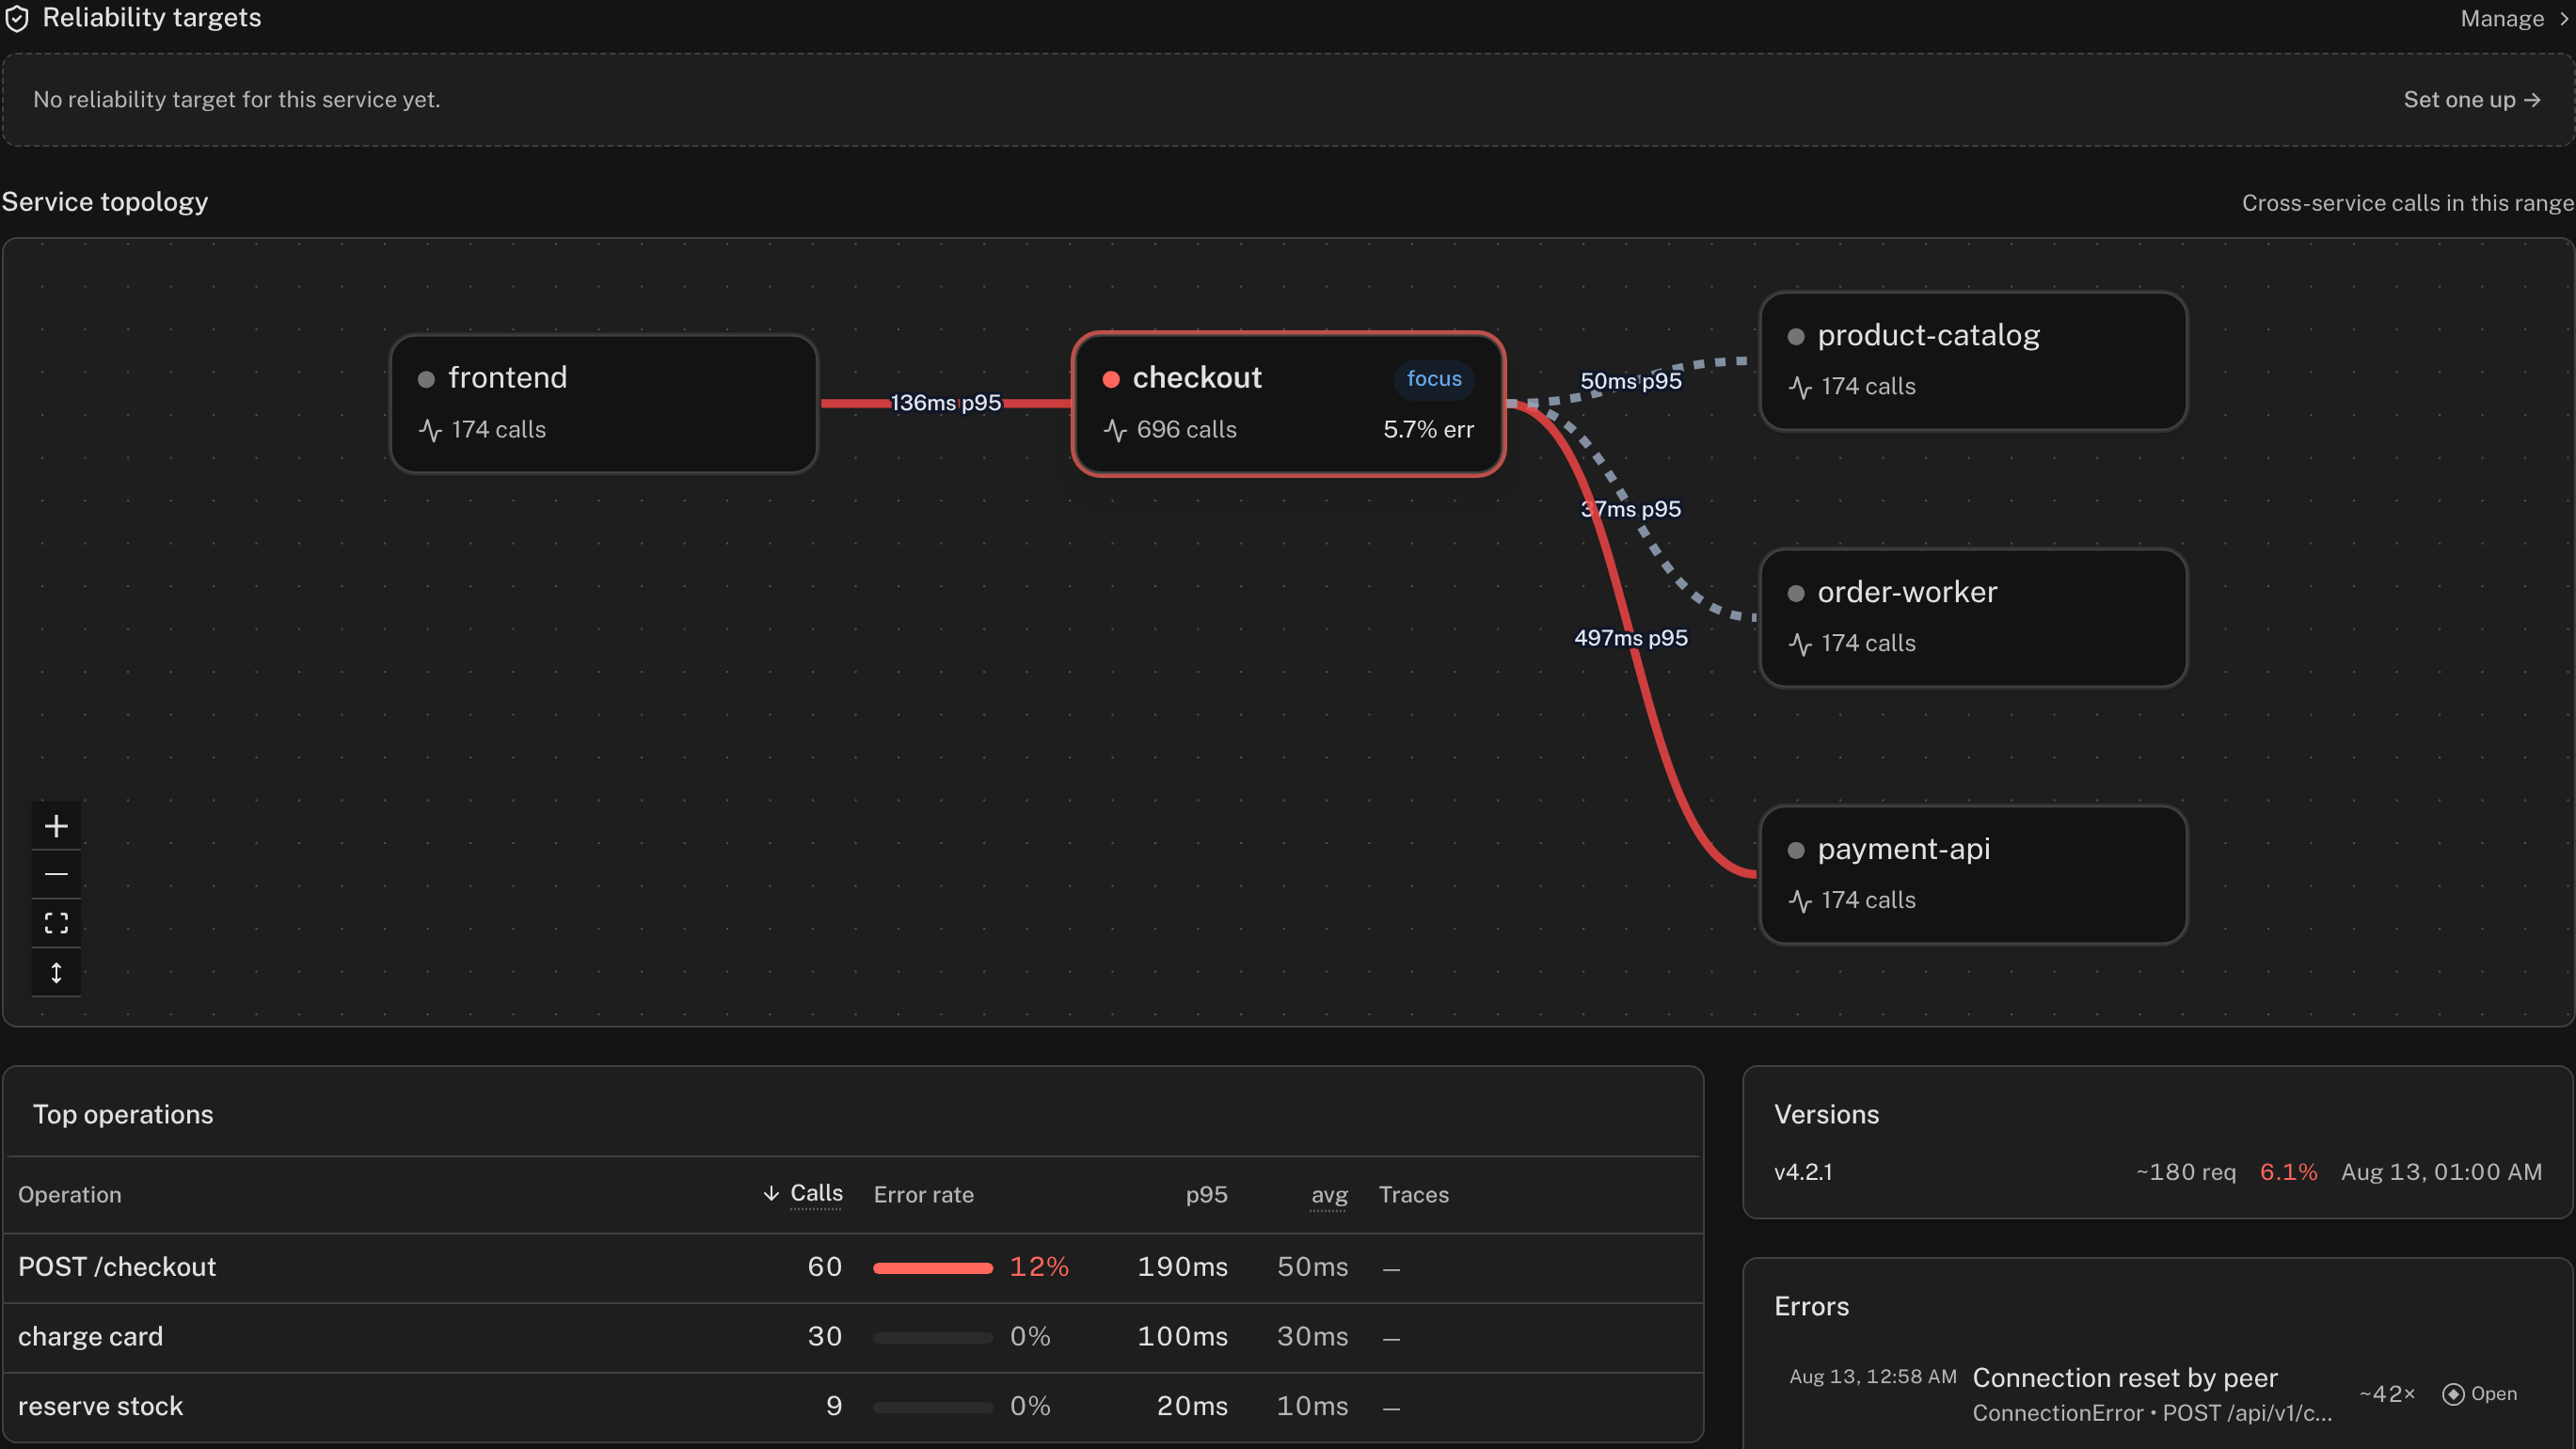 Reliability targets
Manage
No reliability target for this service yet.
Set one up →
Service topology
Cross-service calls in this range
frontend
174 calls
136ms p95
checkout
focus
696 calls
5.7% err
50ms p95
37ms p95
497ms p95
product-catalog
174 calls
order-worker
174 calls
payment-api
174 calls
Top operations
Operation ↓ Calls Error rate p95 avg Traces
POST /checkout 60 12% 190ms 50ms —
charge card 30 0% 100ms 30ms —
reserve stock 9 0% 20ms 10ms —
Versions
v4.2.1 ~180 req 6.1% Aug 13, 01:00 AM
Errors
Aug 13, 12:58 AM Connection reset by peer
ConnectionError • POST /api/v1/c...
~42× Open